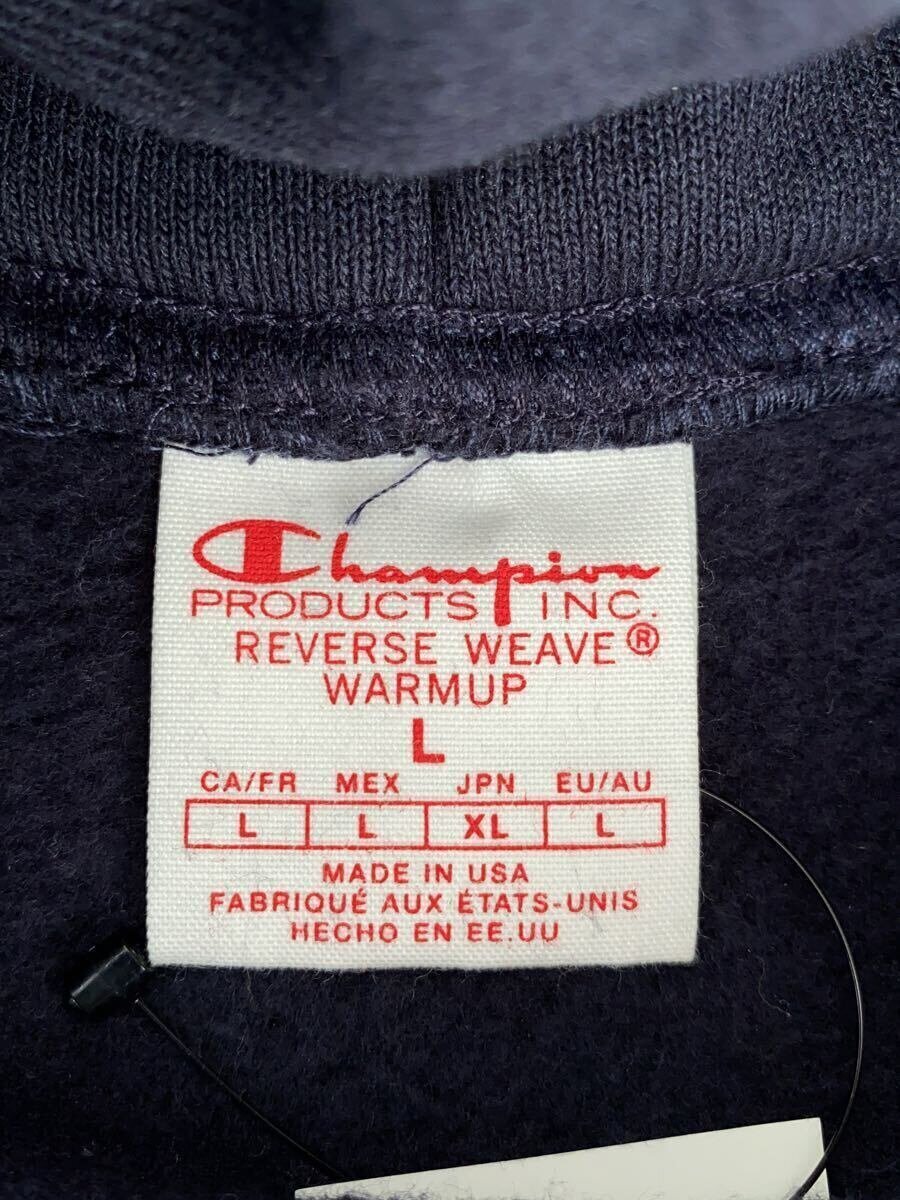 Champion
PRODUCTS INC.
REVERSE WEAVE®
WARMUP
L
CA/FR MEX JPN EU/AU
L L XL L
MADE IN USA
FABRIQUÉ AUX ÉTATS-UNIS
HECHO EN EE.UU